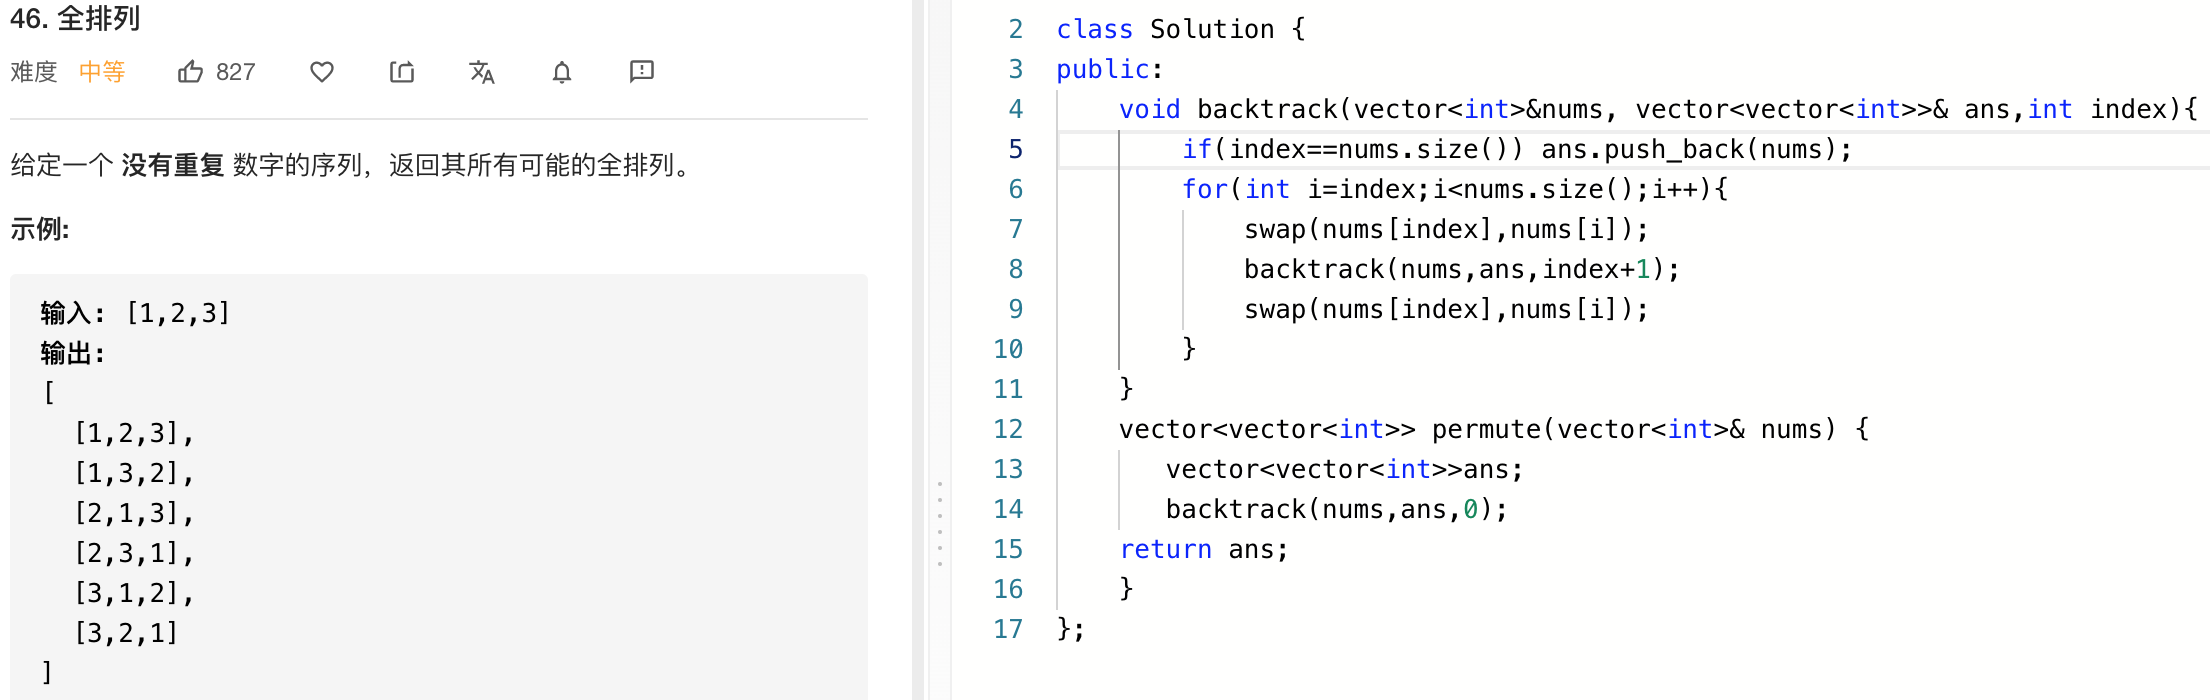 46. 全排列
难度 中等 827
给定一个 没有重复 数字的序列，返回其所有可能的全排列。
示例:
输入: [1,2,3]
输出:
[
  [1,2,3],
  [1,3,2],
  [2,1,3],
  [2,3,1],
  [3,1,2],
  [3,2,1]
]
2 class Solution {
3 public:
4     void backtrack(vector<int>&nums, vector<vector<int>>& ans,int index){
5         if(index==nums.size()) ans.push_back(nums);
6         for(int i=index;i<nums.size();i++){
7             swap(nums[index],nums[i]);
8             backtrack(nums,ans,index+1);
9             swap(nums[index],nums[i]);
10         }
11     }
12     vector<vector<int>> permute(vector<int>& nums) {
13        vector<vector<int>>ans;
14        backtrack(nums,ans,0);
15     return ans;
16     }
17 };